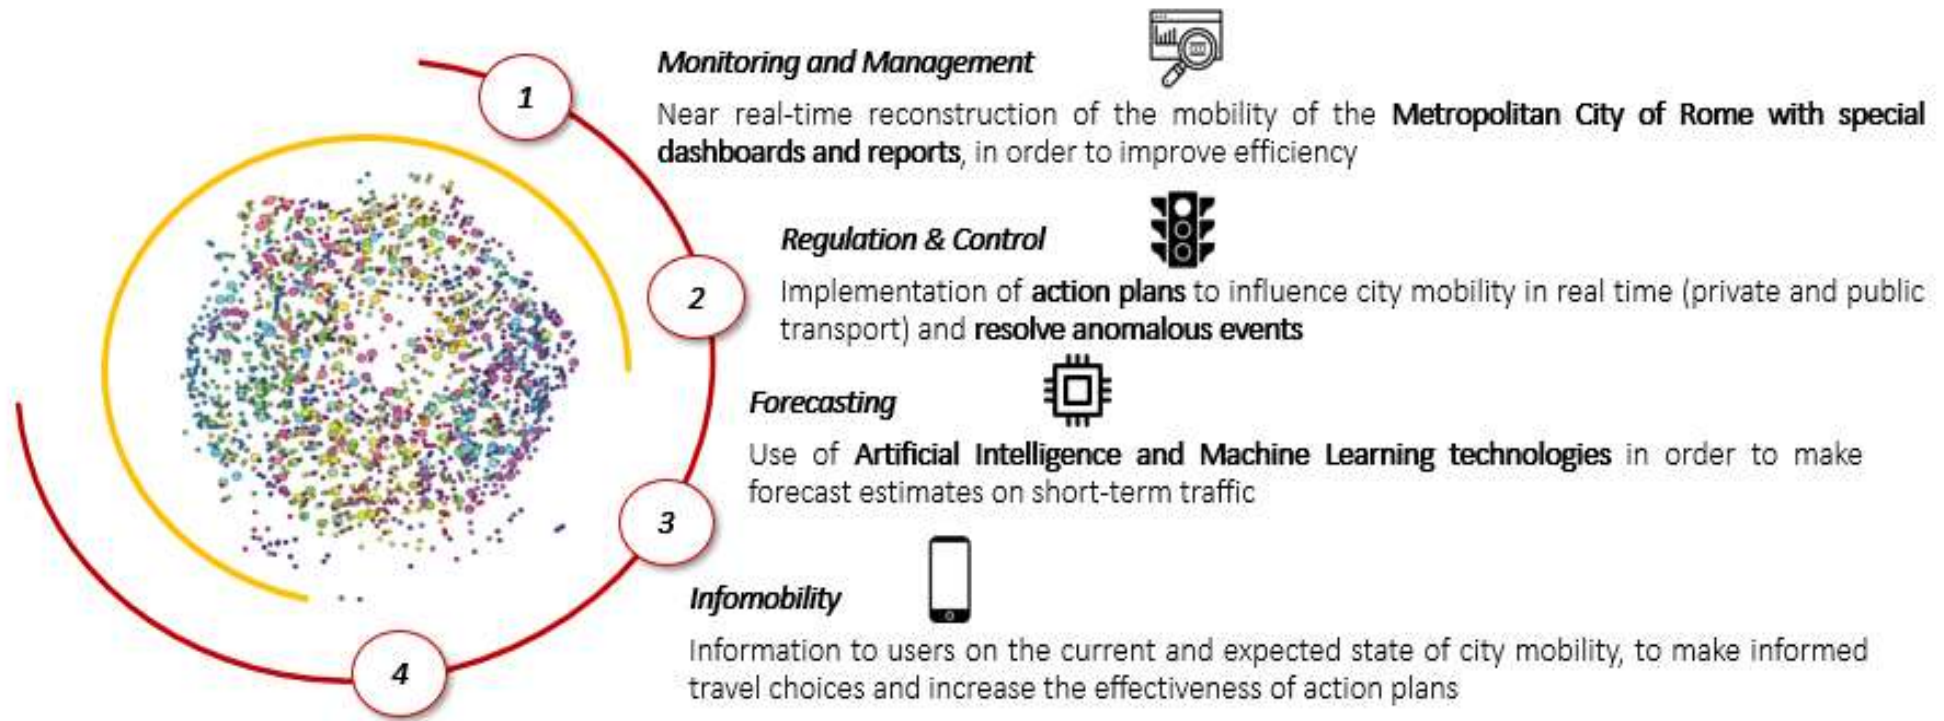 1
Monitoring and Management
Near real-time reconstruction of the mobility of the Metropolitan City of Rome with special
dashboards and reports, in order to improve efficiency
2
Regulation & Control
Implementation of action plans to influence city mobility in real time (private and public
transport) and resolve anomalous events
3
Forecasting
Use of Artificial Intelligence and Machine Learning technologies in order to make
forecast estimates on short-term traffic
4
Infomobility
Information to users on the current and expected state of city mobility, to make informed
travel choices and increase the effectiveness of action plans